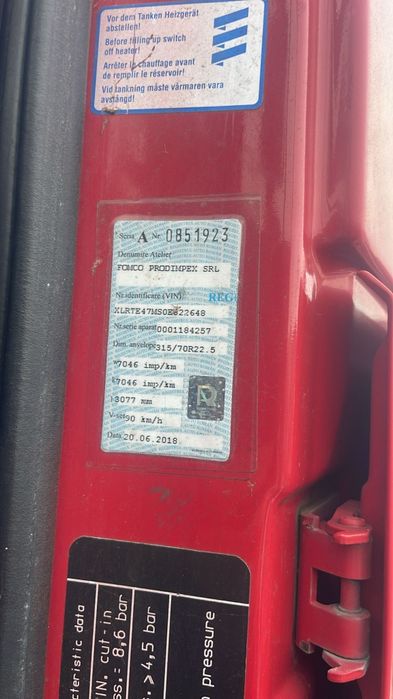 Vor dem Tanken Heizgerät
abstellen!
Before filling up switch
off heater!
Arrêter le chauffage avant
de remplir le réservoir!
Vid tankning måste värmaren vara
avstängd!
Seria A Nr. 0851923
Denumire Atelier
FOMCO PRODIMPEX SRL
Nr.identificare (VIN)
XLRTE47MS0E822648
Nr.serie aparat 0001184257
Dim. anvelope 315/70R22.5
w 7046 imp/km
k 7046 imp/km
l 3077 mm
V-set 90 km/h
Data 20.06.2018
cteristic data
IN. cut-in
ss.= 8,6 bar
. > 4,5 bar
pressure